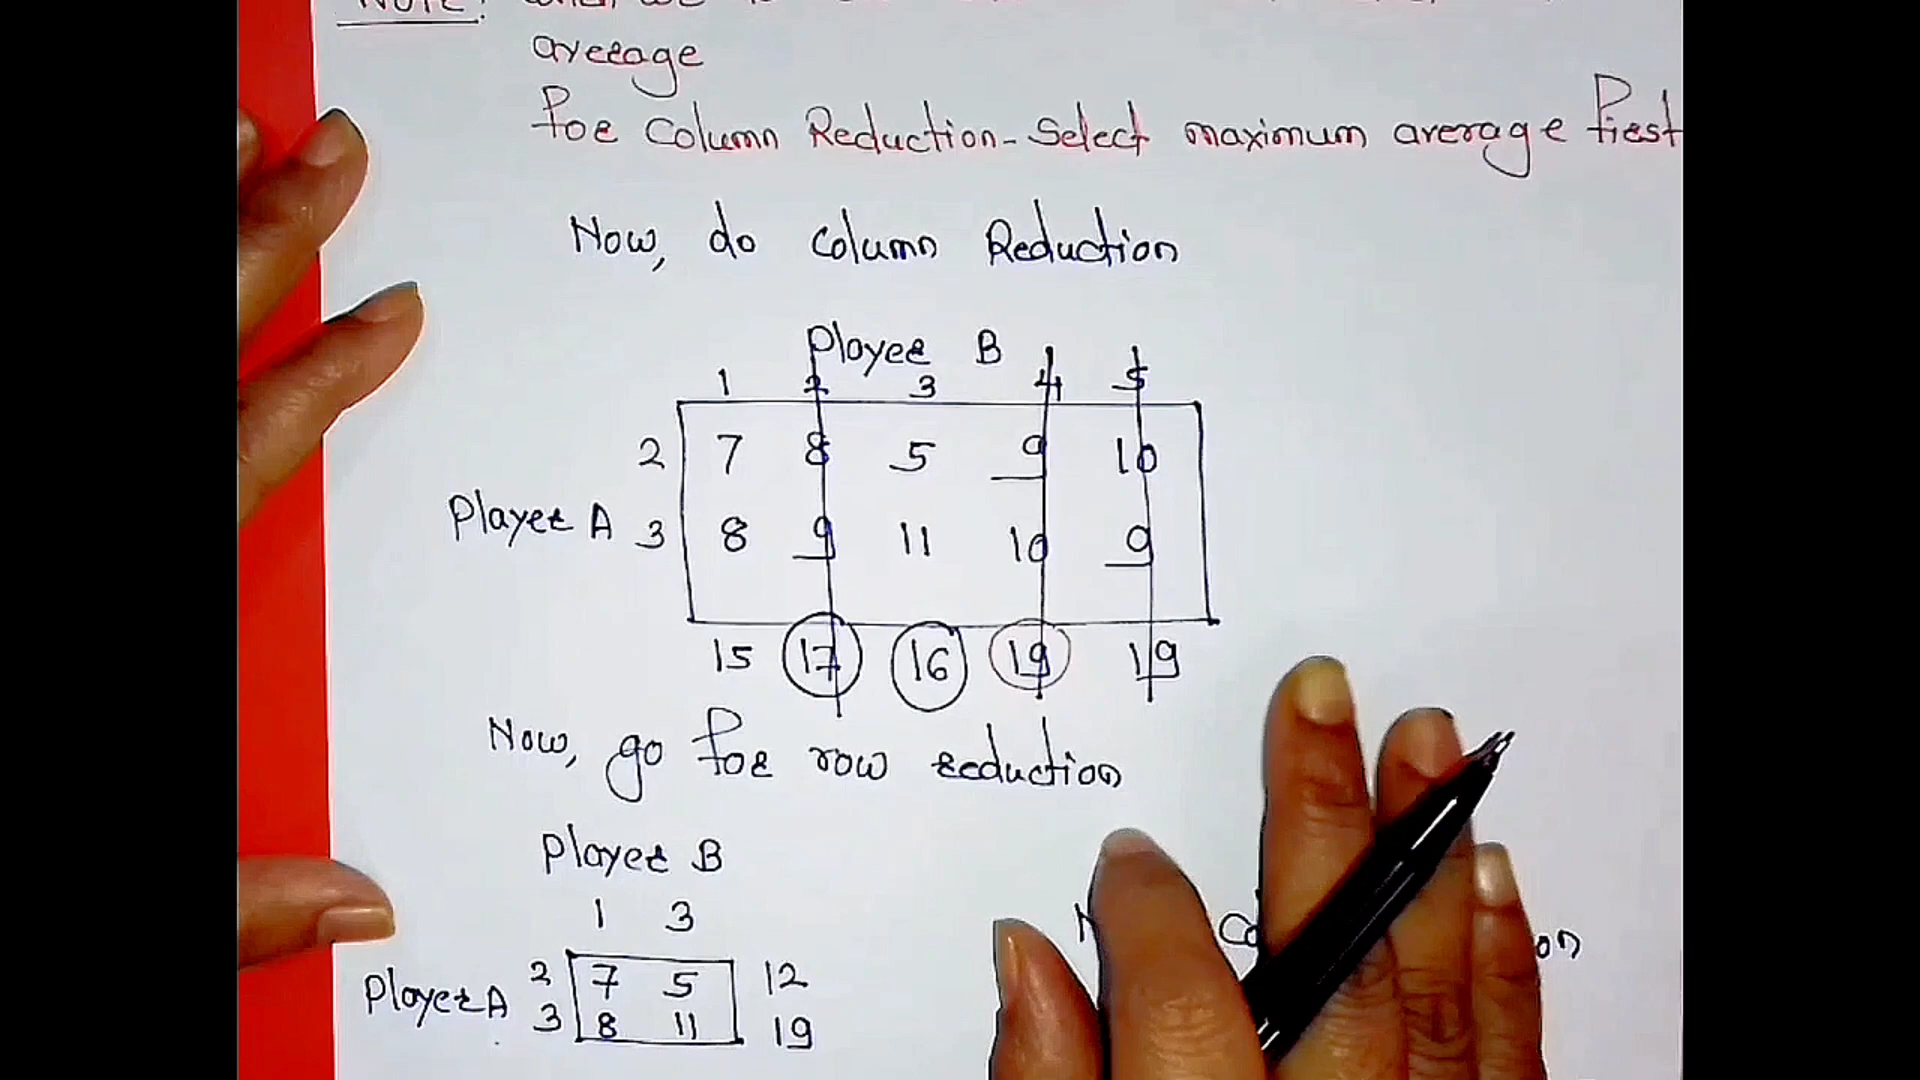 NOTE:
average
For Column Reduction - Select maximum average First
Now, do Column Reduction
Player B
1 2 3 4 5
2 7 8 5 9 10
Player A 3 8 9 11 10 9
15 17 16 19 19
Now, go For row reduction
Player B
1 3
Player A 2 7 5 12
3 8 11 19